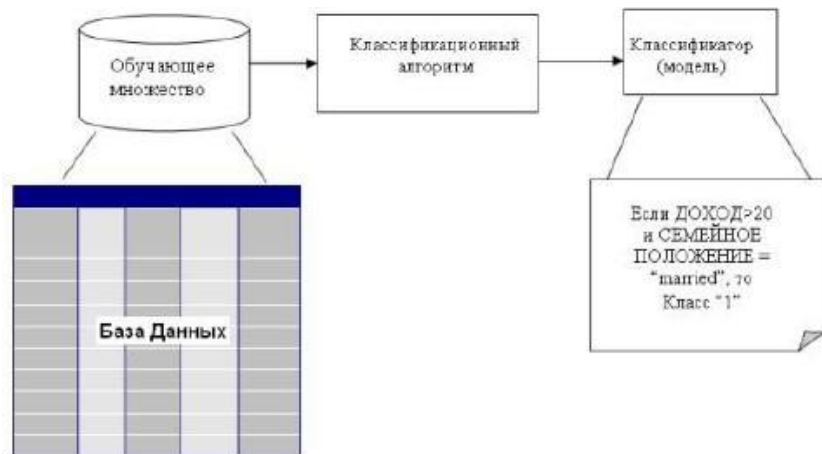 Обучающее
множество
Классификационный
алгоритм
Классификатор
(модель)
База Данных
Если ДОХОД>20
и СЕМЕЙНОЕ
ПОЛОЖЕНИЕ =
"married", то
Класс "1"